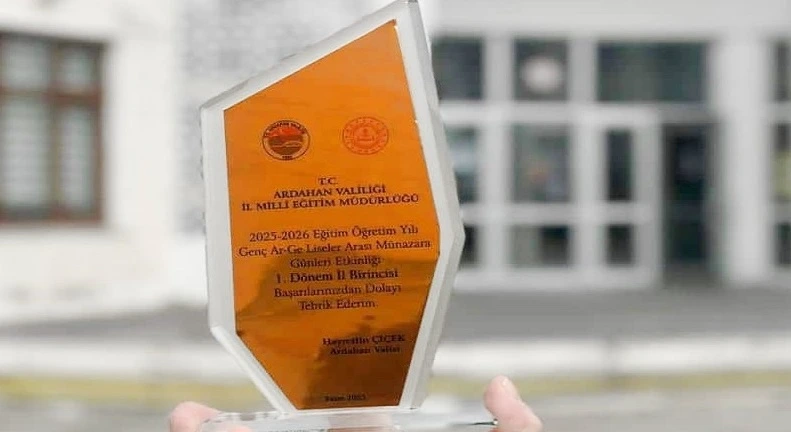 T.C.
ARDAHAN VALİLİĞİ
İL MİLLÎ EĞİTİM MÜDÜRLÜĞÜ
2025-2026 Eğitim Öğretim Yılı
Genç Ar-Ge Liseler Arası Münazara
Günleri Etkinliği
1. Dönem İl Birincisi
Başarılarınızdan Dolayı
Tebrik Ederim.
Hayrettin ÇİÇEK
Ardahan Valisi